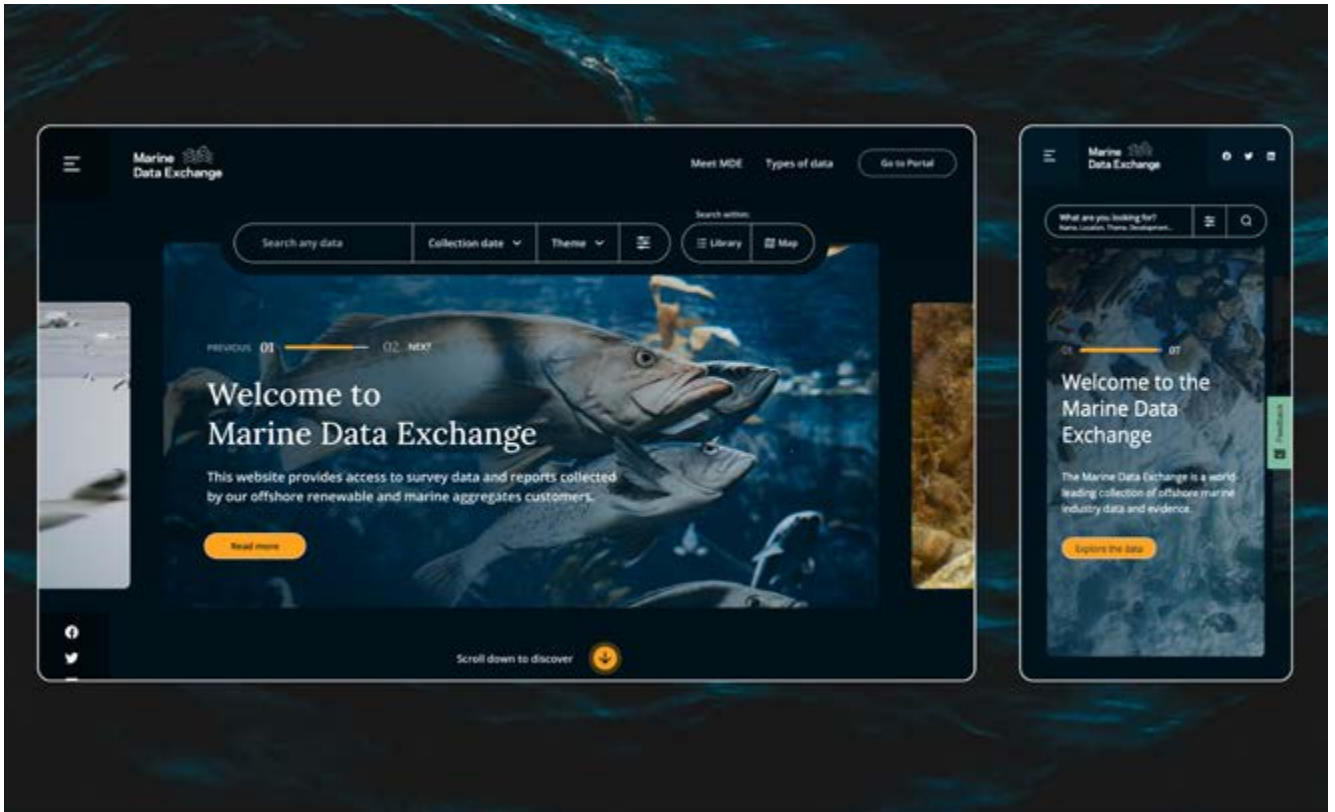 Marine
Data Exchange
Meet MDE
Types of data
Go to Portal
Search within:
Search any data
Collection date
Theme
Library
Map
PREVIOUS 01
02 NEXT
Welcome to
Marine Data Exchange
This website provides access to survey data and reports collected
by our offshore renewable and marine aggregates customers.
Read more
Scroll down to discover
Marine
Data Exchange
What are you looking for?
Name, Location, Theme, Development...
01
07
Welcome to the
Marine Data
Exchange
The Marine Data Exchange is a world
leading collection of offshore marine
industry data and evidence.
Explore the data
Feedback